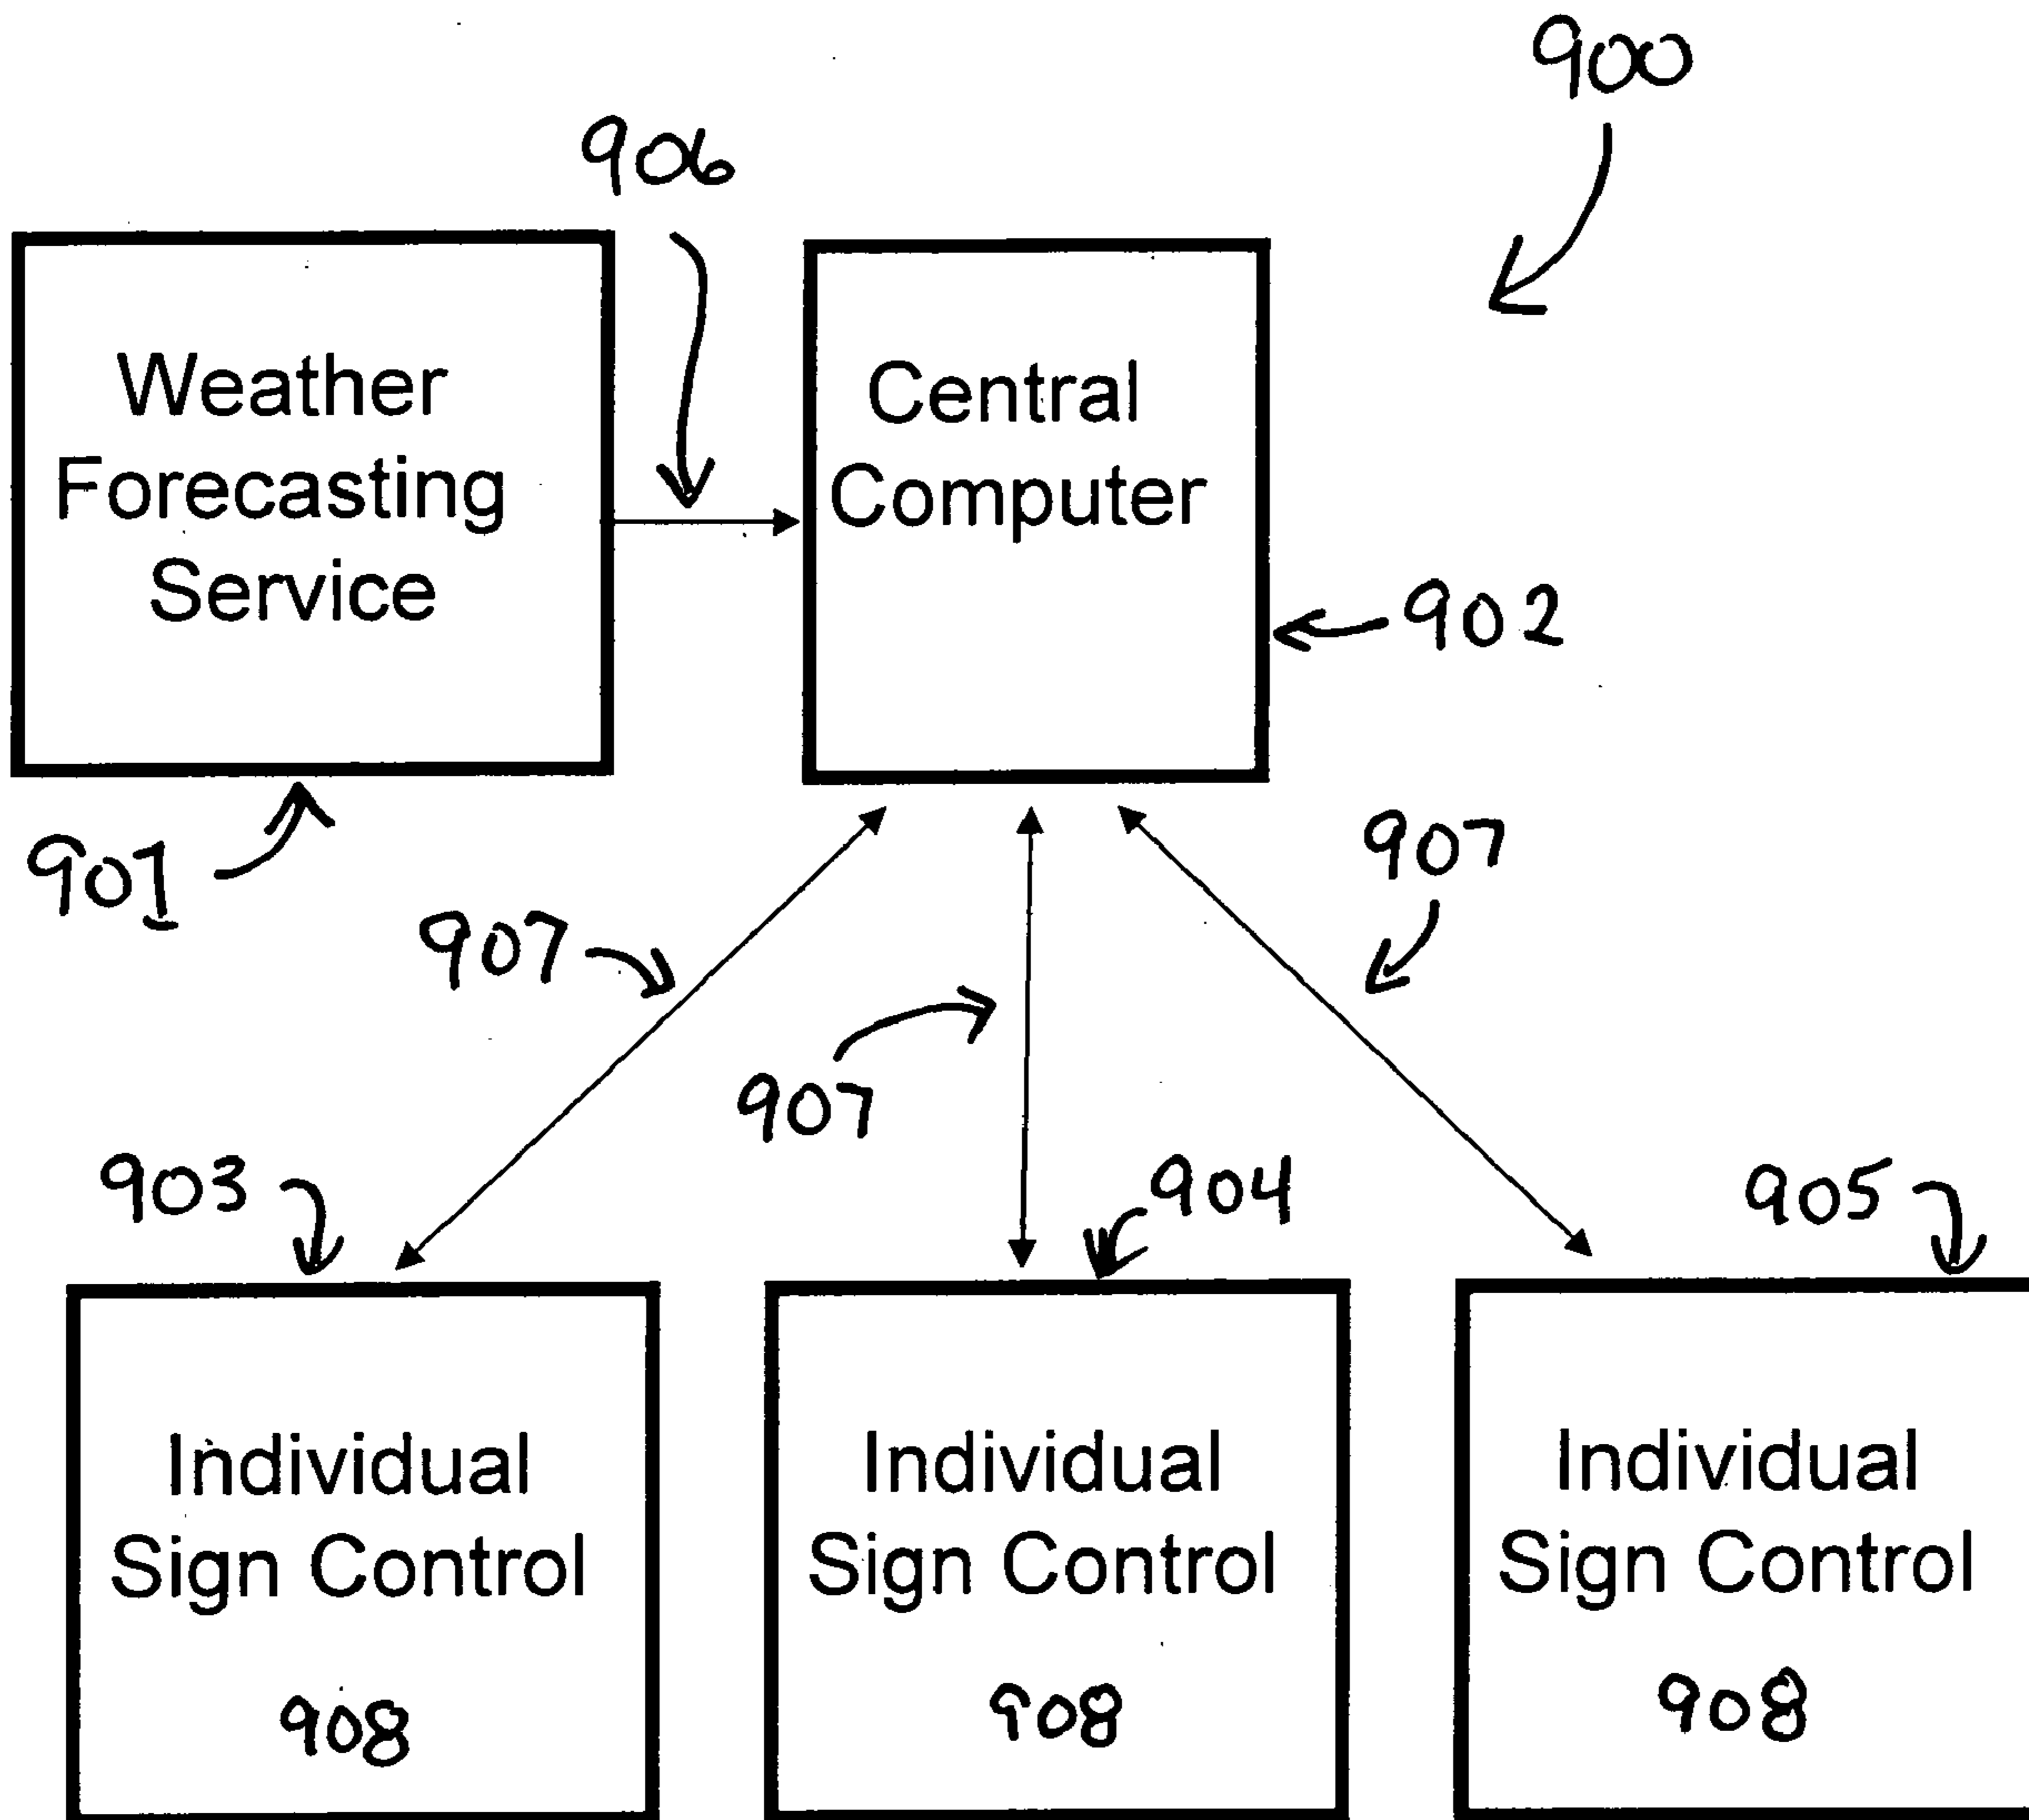 900
906
Weather
Forecasting
Service
Central
Computer
902
901
907
907
907
903
904
905
Individual
Sign Control
908
Individual
Sign Control
908
Individual
Sign Control
908